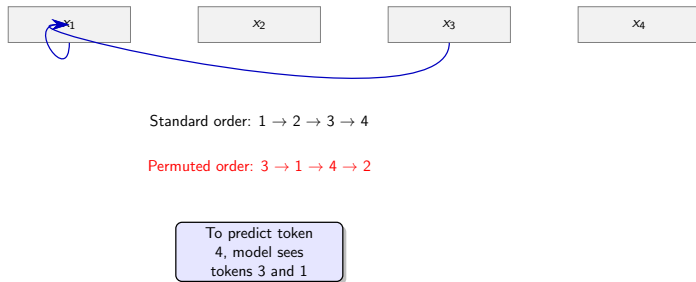 x₁ x₂ x₃ x₄
Standard order: 1 → 2 → 3 → 4
Permuted order: 3 → 1 → 4 → 2
To predict token
4, model sees
tokens 3 and 1